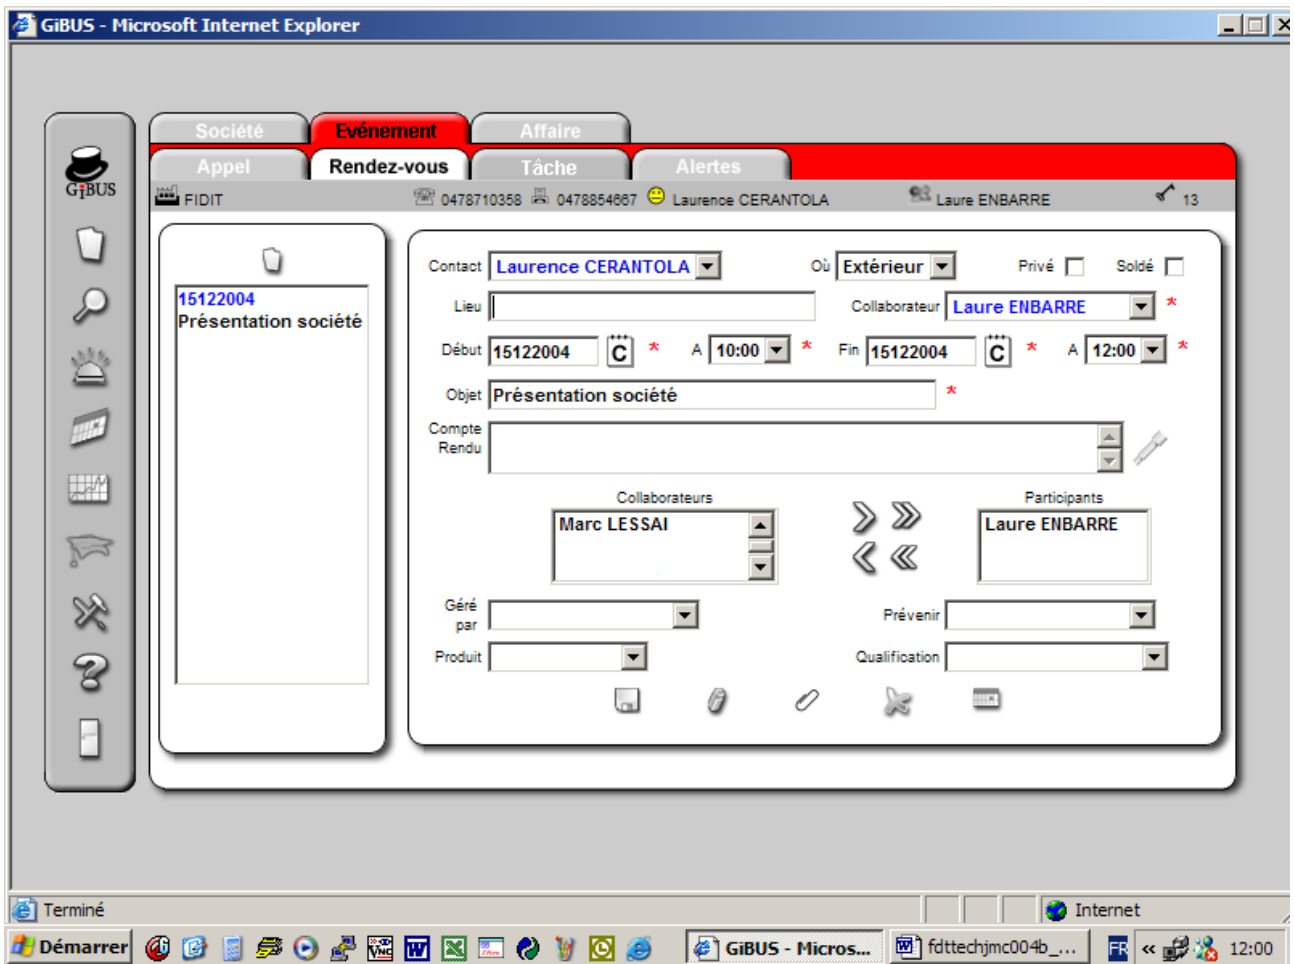 GiBUS - Microsoft Internet Explorer
Société Evénement Affaire
Appel Rendez-vous Tâche Alertes
GiBUS
FIDIT 0478710358 0478854667 Laurence CERANTOLA Laure ENBARRE 13
15122004
Présentation société
Contact Laurence CERANTOLA Où Extérieur Privé Soldé
Lieu Collaborateur Laure ENBARRE *
Début 15122004 C * A 10:00 * Fin 15122004 C * A 12:00 *
Objet Présentation société *
Compte
Rendu
Collaborateurs Participants
Marc LESSAI Laure ENBARRE
Géré
par Prévenir
Produit Qualification
Terminé Internet
Démarrer GiBUS - Micros... fdttechjmc004b_... FR « 12:00